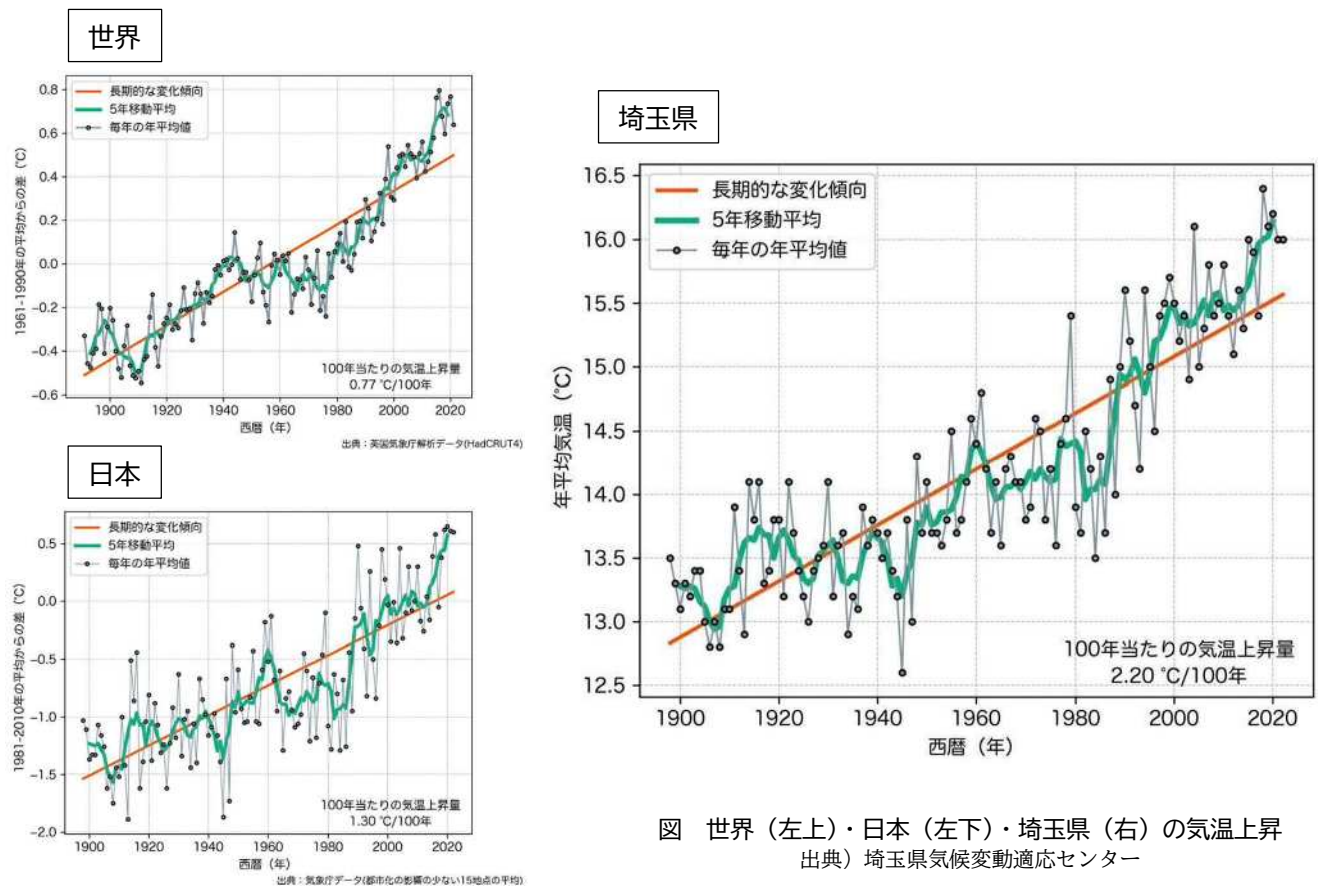 世界
長期的な変化傾向
5年移動平均
毎年の年平均値
1961-1990年の平均からの差（℃）
0.8
0.6
0.4
0.2
0.0
−0.2
−0.4
−0.6
100年当たりの気温上昇量
0.77 ℃/100年
1900 1920 1940 1960 1980 2000 2020
西暦（年）
出典：英国気象庁解析データ(HadCRUT4)
日本
長期的な変化傾向
5年移動平均
毎年の年平均値
1981-2010年の平均からの差（℃）
0.5
0.0
−0.5
−1.0
−1.5
−2.0
100年当たりの気温上昇量
1.30 ℃/100年
1900 1920 1940 1960 1980 2000 2020
西暦（年）
出典：気象庁データ(都市化の影響の少ない15地点の平均)
埼玉県
長期的な変化傾向
5年移動平均
毎年の年平均値
年平均気温（℃）
16.5
16.0
15.5
15.0
14.5
14.0
13.5
13.0
12.5
100年当たりの気温上昇量
2.20 ℃/100年
1900 1920 1940 1960 1980 2000 2020
西暦（年）
図　世界（左上）・日本（左下）・埼玉県（右）の気温上昇
出典）埼玉県気候変動適応センター